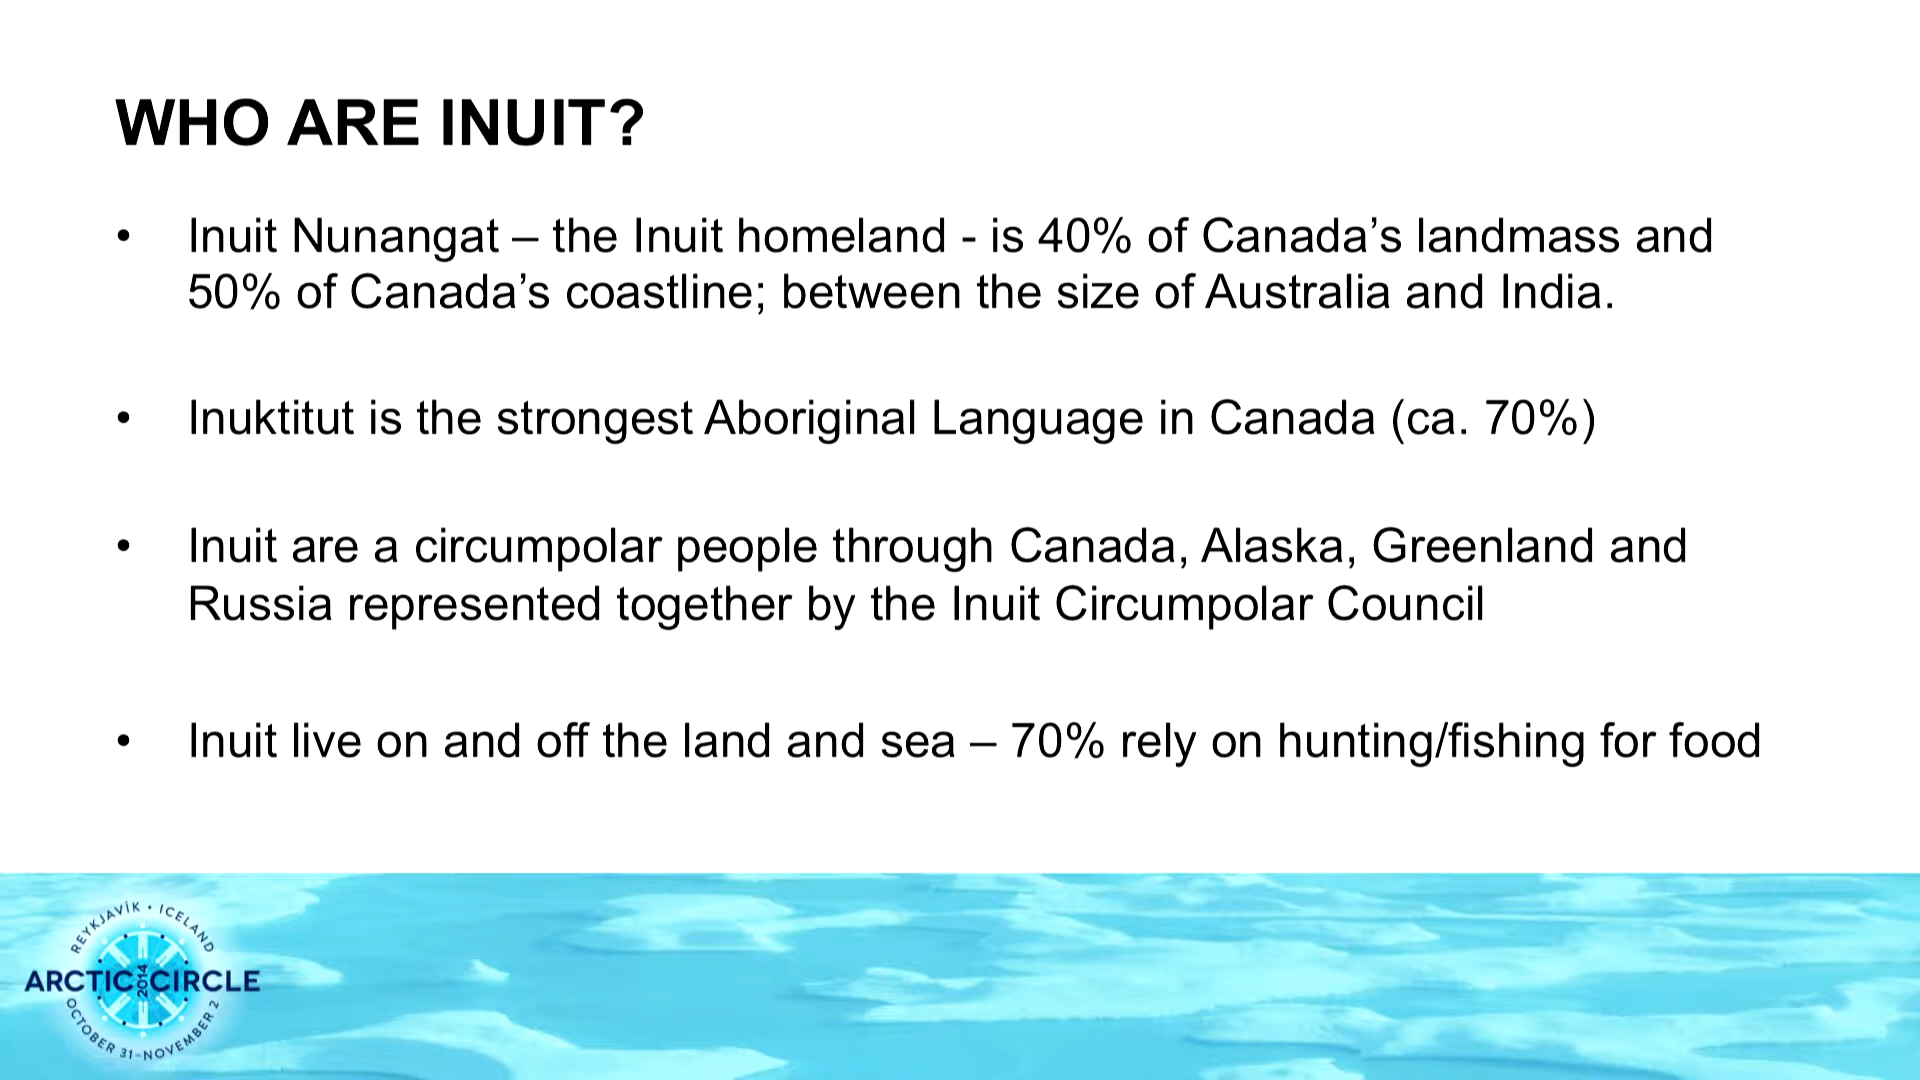 WHO ARE INUIT?
• Inuit Nunangat – the Inuit homeland - is 40% of Canada’s landmass and
50% of Canada’s coastline; between the size of Australia and India.
• Inuktitut is the strongest Aboriginal Language in Canada (ca. 70%)
• Inuit are a circumpolar people through Canada, Alaska, Greenland and
Russia represented together by the Inuit Circumpolar Council
• Inuit live on and off the land and sea – 70% rely on hunting/fishing for food
REYKJAVÍK • ICELAND
ARCTIC 2014 CIRCLE
OCTOBER 31-NOVEMBER 2